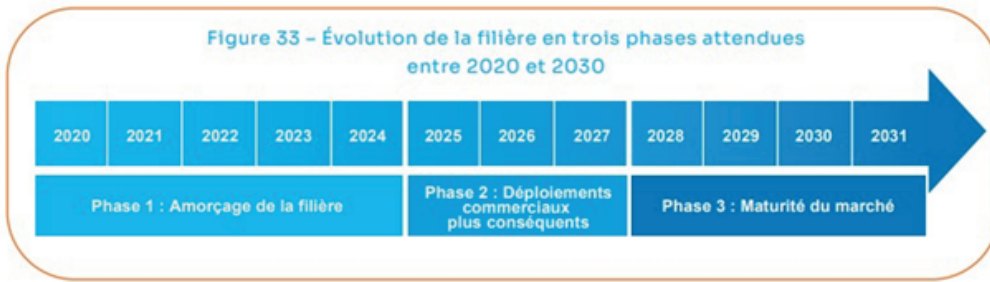 Figure 33 – Évolution de la filière en trois phases attendues
entre 2020 et 2030
2020 2021 2022 2023 2024 2025 2026 2027 2028 2029 2030 2031
Phase 1 : Amorçage de la filière
Phase 2 : Déploiements
commerciaux
plus conséquents
Phase 3 : Maturité du marché